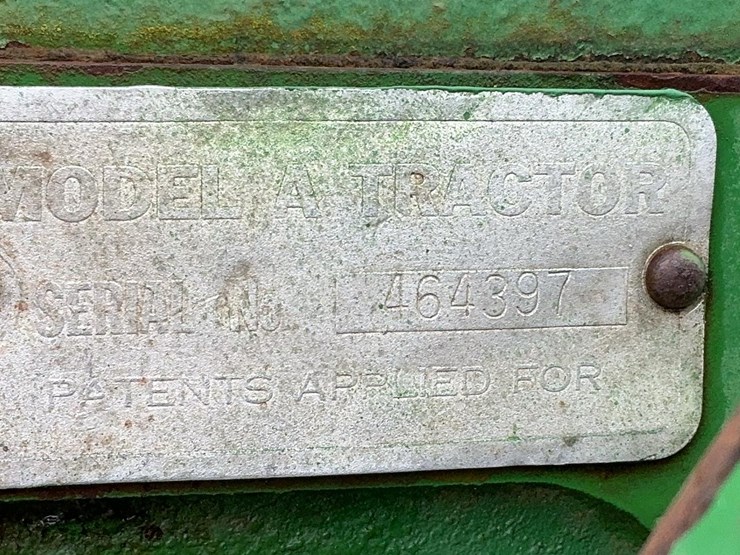 MODEL A TRACTOR
SERIAL No. 464397
PATENTS APPLIED FOR